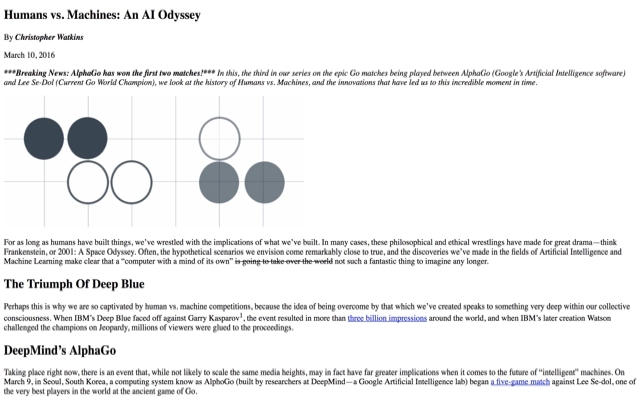 Humans vs. Machines: An AI Odyssey
By Christopher Watkins
March 10, 2016
***Breaking News: AlphaGo has won the first two matches!*** In this, the third in our series on the epic Go matches being played between AlphaGo (Google's Artificial Intelligence software)
and Lee Se-Dol (Current Go World Champion), we look at the history of Humans vs. Machines, and the innovations that have led us to this incredible moment in time.
For as long as humans have built things, we've wrestled with the implications of what we've built. In many cases, these philosophical and ethical wrestlings have made for great drama—think
Frankenstein, or 2001: A Space Odyssey. Often, the hypothetical scenarios we envision come remarkably close to true, and the discoveries we've made in the fields of Artificial Intelligence and
Machine Learning make clear that a "computer with a mind of its own" is going to take over the world not such a fantastic thing to imagine any longer.
The Triumph Of Deep Blue
Perhaps this is why we are so captivated by human vs. machine competitions, because the idea of being overcome by that which we've created speaks to something very deep within our collective
consciousness. When IBM's Deep Blue faced off against Garry Kasparov¹, the event resulted in more than three billion impressions around the world, and when IBM's later creation Watson
challenged the champions on Jeopardy, millions of viewers were glued to the proceedings.
DeepMind's AlphaGo
Taking place right now, there is an event that, while not likely to scale the same media heights, may in fact have far greater implications when it comes to the future of "intelligent" machines. On
March 9, in Seoul, South Korea, a computing system know as AlphoGo (built by researchers at DeepMind—a Google Artificial Intelligence lab) began a five-game match against Lee Se-dol, one of
the very best players in the world at the ancient game of Go.